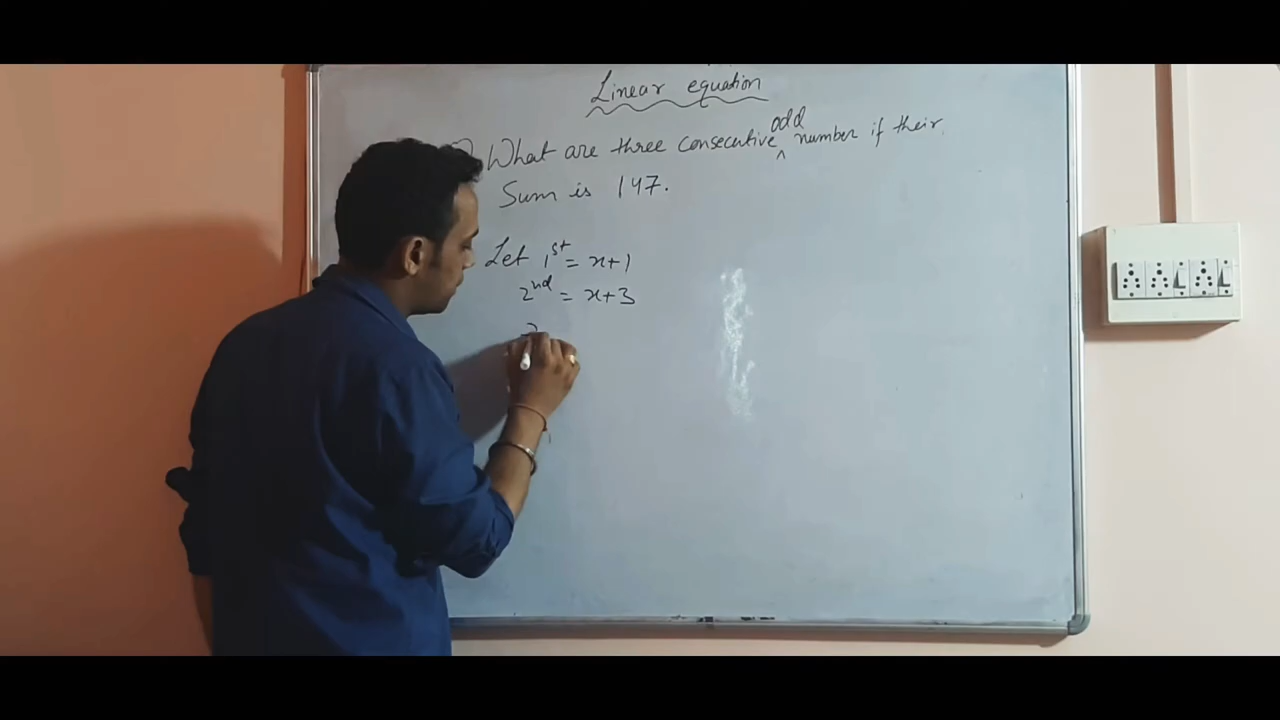 Linear equation
What are three consecutive odd number if their
Sum is 147.
Let 1st = x+1
2nd = x+3